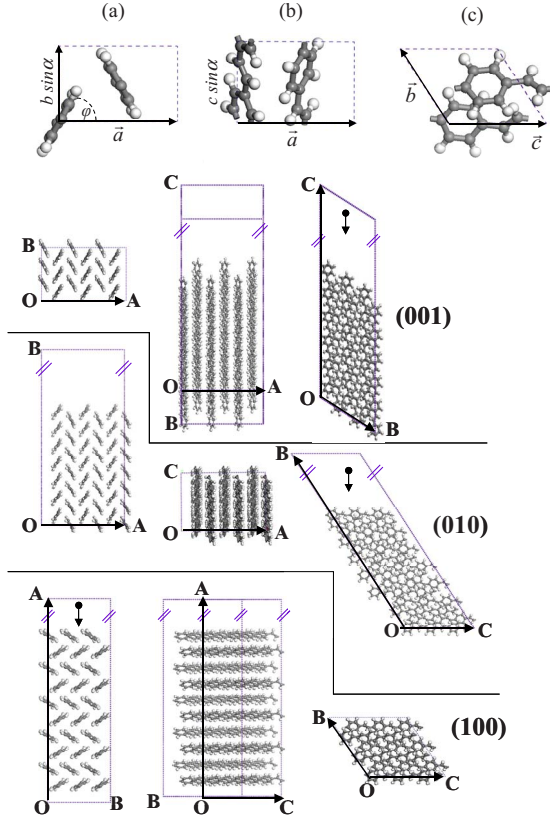 (a) (b) (c)
b sinα
φ
a⃗
c sinα
a⃗
b⃗
c⃗
C
B
O A
O A
B
C
O
B
(001)
B
O A
C
O A
B
O C
(010)
A
O B
A
B O C
B
O C
(100)